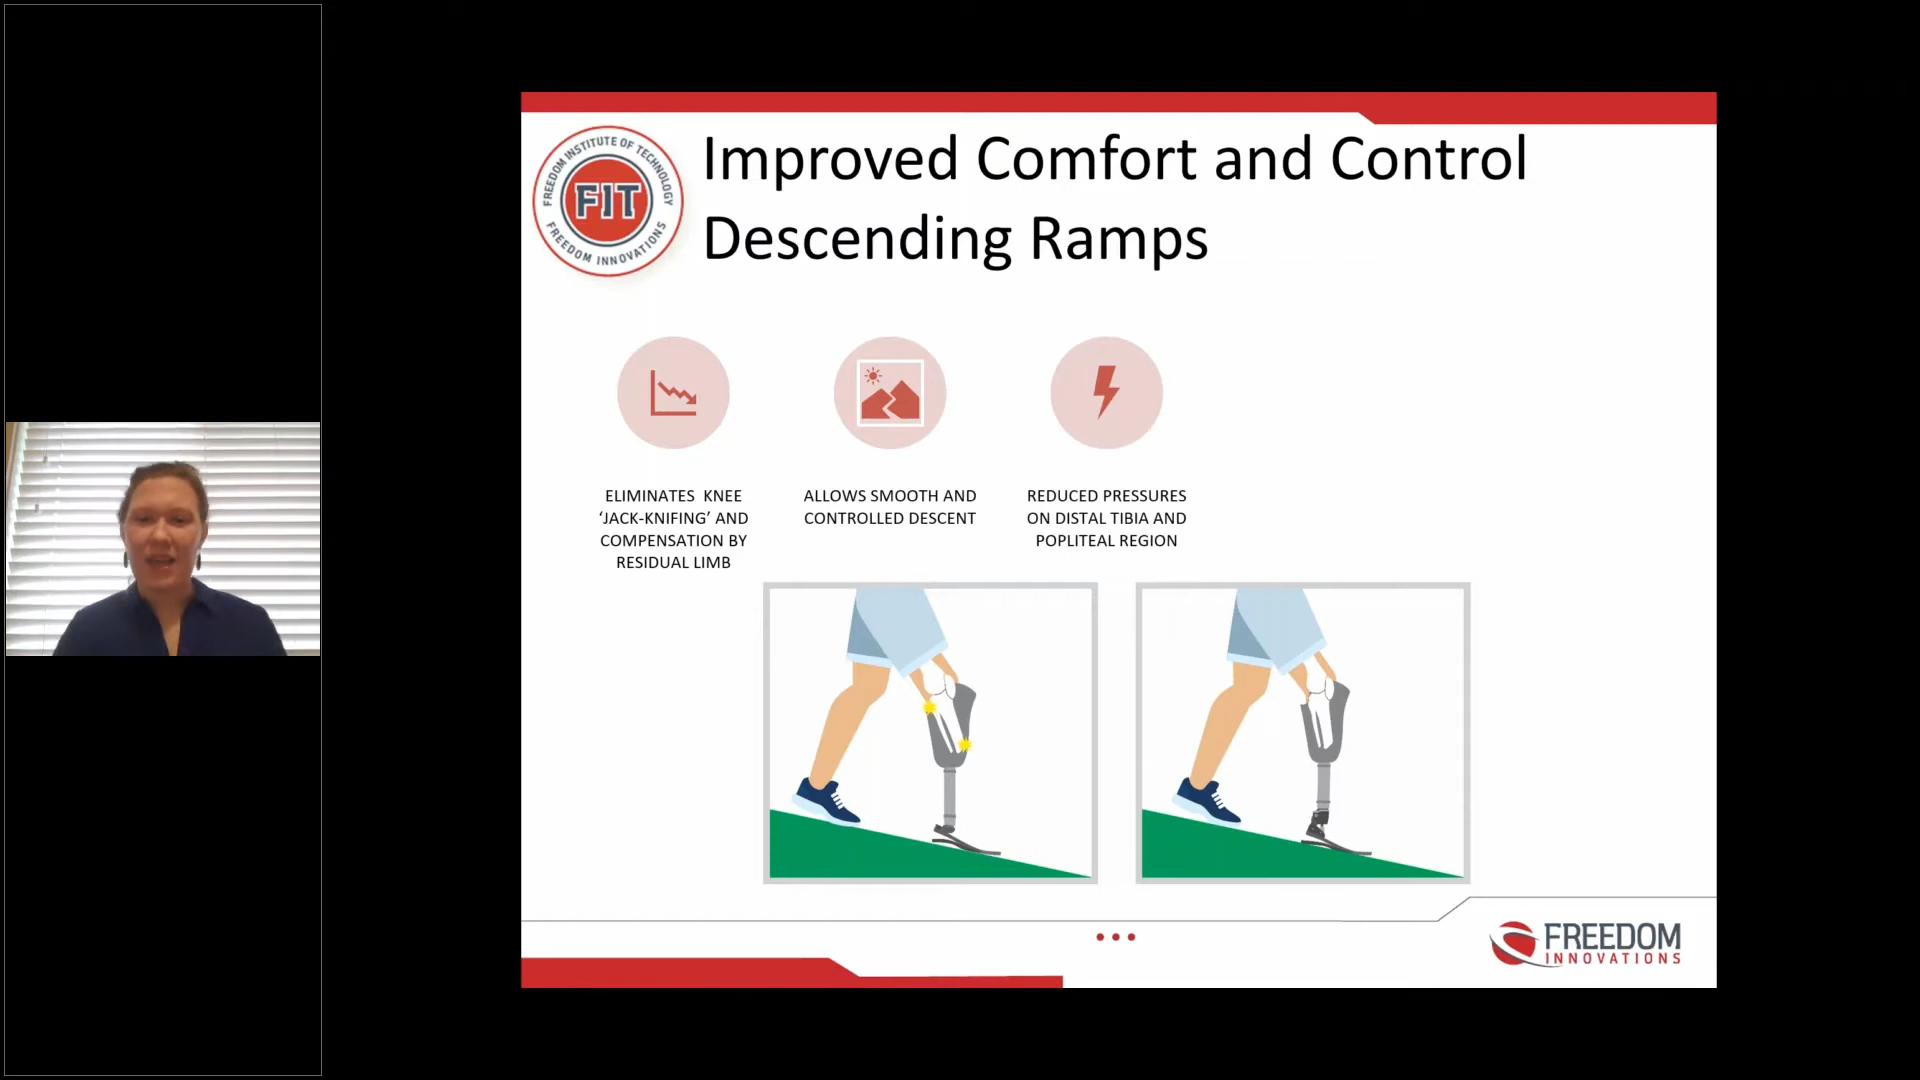 FREEDOM INSTITUTE OF TECHNOLOGY
FIT
FREEDOM INNOVATIONS
Improved Comfort and Control
Descending Ramps
ELIMINATES KNEE
‘JACK-KNIFING’ AND
COMPENSATION BY
RESIDUAL LIMB
ALLOWS SMOOTH AND
CONTROLLED DESCENT
REDUCED PRESSURES
ON DISTAL TIBIA AND
POPLITEAL REGION
FREEDOM
INNOVATIONS